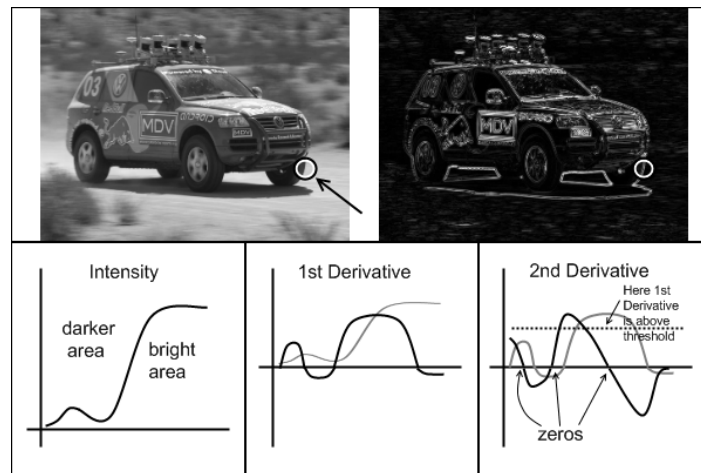 03
MDV
MDV
MDV
Intensity
darker
area
bright
area
1st Derivative
2nd Derivative
Here 1st
Derivative
is above
threshold
zeros